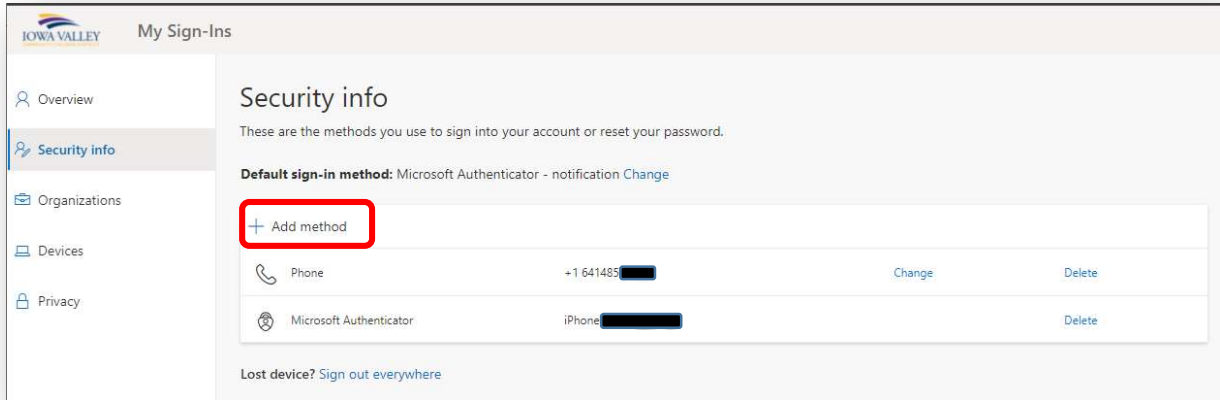 IOWA VALLEY
My Sign-Ins
Overview
Security info
Organizations
Devices
Privacy
Security info
These are the methods you use to sign into your account or reset your password.
Default sign-in method: Microsoft Authenticator - notification Change
+ Add method
Phone +1 641485 Change Delete
Microsoft Authenticator iPhone Delete
Lost device? Sign out everywhere